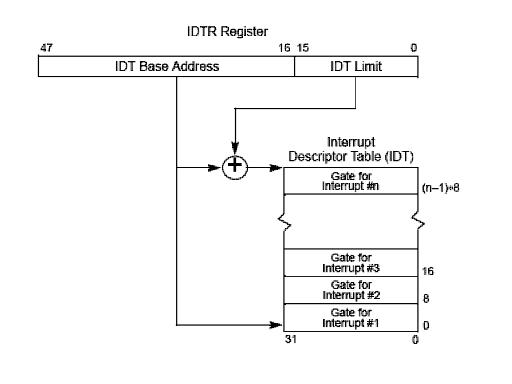 IDTR Register
47 16 15 0
IDT Base Address IDT Limit
+
Interrupt
Descriptor Table (IDT)
Gate for
Interrupt #n
(n–1)∗8
Gate for
Interrupt #3
16
Gate for
Interrupt #2
8
Gate for
Interrupt #1
0
31 0